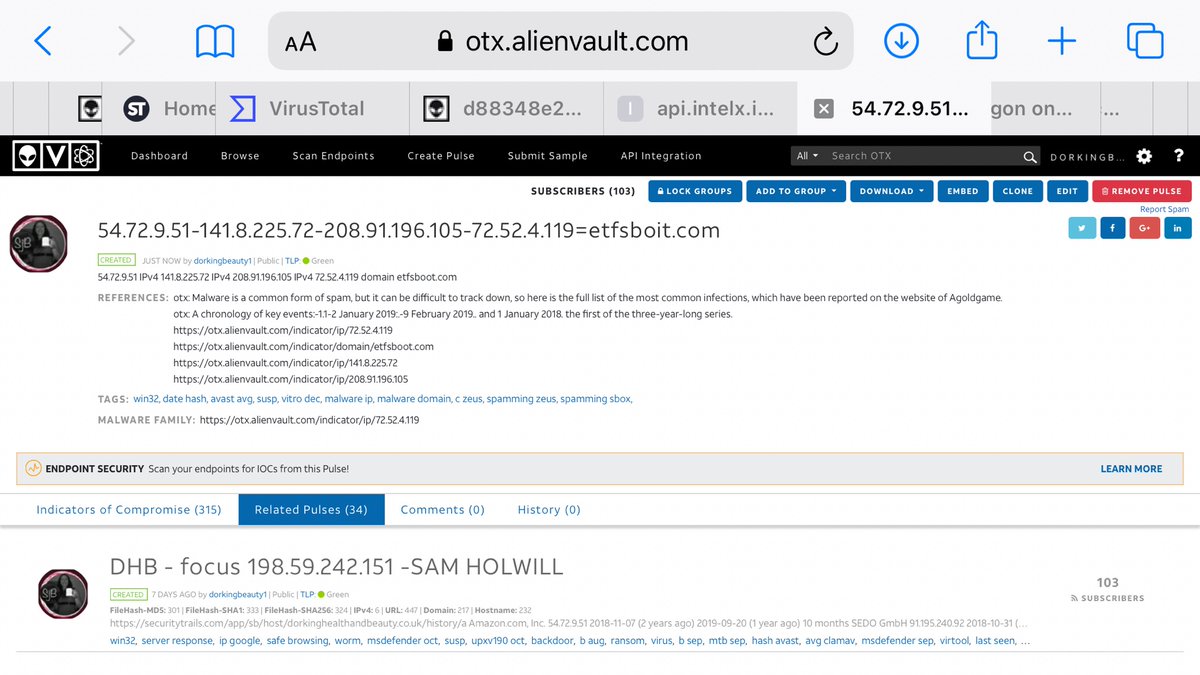 AA otx.alienvault.com
ST Home VirusTotal d88348e2... api.intelx.i... 54.72.9.51... gon on... ...
V Dashboard Browse Scan Endpoints Create Pulse Submit Sample API Integration All Search OTX DORKINGB... ?
SUBSCRIBERS (103) LOCK GROUPS ADD TO GROUP DOWNLOAD EMBED CLONE EDIT REMOVE PULSE
Report Spam
54.72.9.51-141.8.225.72-208.91.196.105-72.52.4.119=etfsboit.com
CREATED JUST NOW by dorkingbeauty1 | Public | TLP: Green
54.72.9.51 IPv4 141.8.225.72 IPv4 208.91.196.105 IPv4 72.52.4.119 domain etfsboot.com
REFERENCES: otx: Malware is a common form of spam, but it can be difficult to track down, so here is the full list of the most common infections, which have been reported on the website of Agoldgame.
otx: A chronology of key events:-1.1-2 January 2019:.-9 February 2019.. and 1 January 2018. the first of the three-year-long series.
https://otx.alienvault.com/indicator/ip/72.52.4.119
https://otx.alienvault.com/indicator/domain/etfsboot.com
https://otx.alienvault.com/indicator/ip/141.8.225.72
https://otx.alienvault.com/indicator/ip/208.91.196.105
TAGS: win32, date hash, avast avg, susp, vitro dec, malware ip, malware domain, c zeus, spamming zeus, spamming sbox,
MALWARE FAMILY: https://otx.alienvault.com/indicator/ip/72.52.4.119
ENDPOINT SECURITY Scan your endpoints for IOCs from this Pulse! LEARN MORE
Indicators of Compromise (315) Related Pulses (34) Comments (0) History (0)
DHB - focus 198.59.242.151 -SAM HOLWILL
CREATED 7 DAYS AGO by dorkingbeauty1 | Public | TLP: Green
103
SUBSCRIBERS
FileHash-MD5: 301 | FileHash-SHA1: 333 | FileHash-SHA256: 324 | IPv4: 6 | URL: 447 | Domain: 217 | Hostname: 232
https://securitytrails.com/app/sb/host/dorkinghealthandbeauty.co.uk/history/a Amazon.com, Inc. 54.72.9.51 2018-11-07 (2 years ago) 2019-09-20 (1 year ago) 10 months SEDO GmbH 91.195.240.92 2018-10-31 (...
win32, server response, ip google, safe browsing, worm, msdefender oct, susp, upxv190 oct, backdoor, b aug, ransom, virus, b sep, mtb sep, hash avast, avg clamav, msdefender sep, virtool, last seen, ...